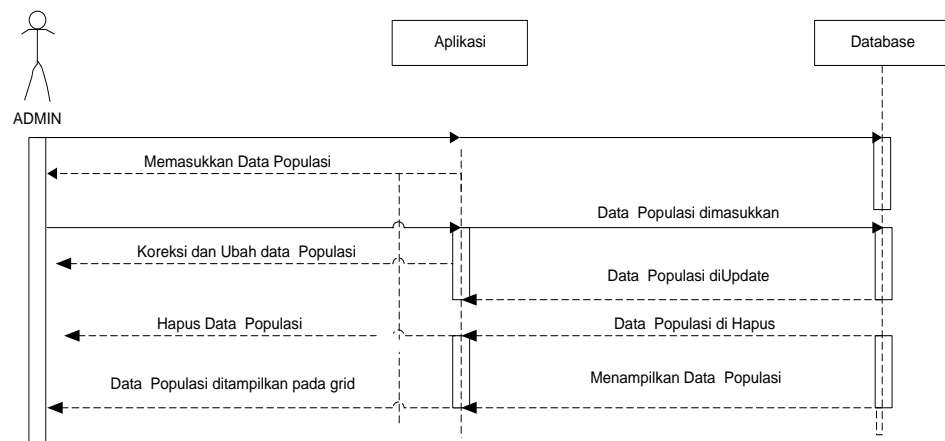 Aplikasi
Database
ADMIN
Memasukkan Data Populasi
Data Populasi dimasukkan
Koreksi dan Ubah data Populasi
Data Populasi diUpdate
Hapus Data Populasi
Data Populasi di Hapus
Data Populasi ditampilkan pada grid
Menampilkan Data Populasi